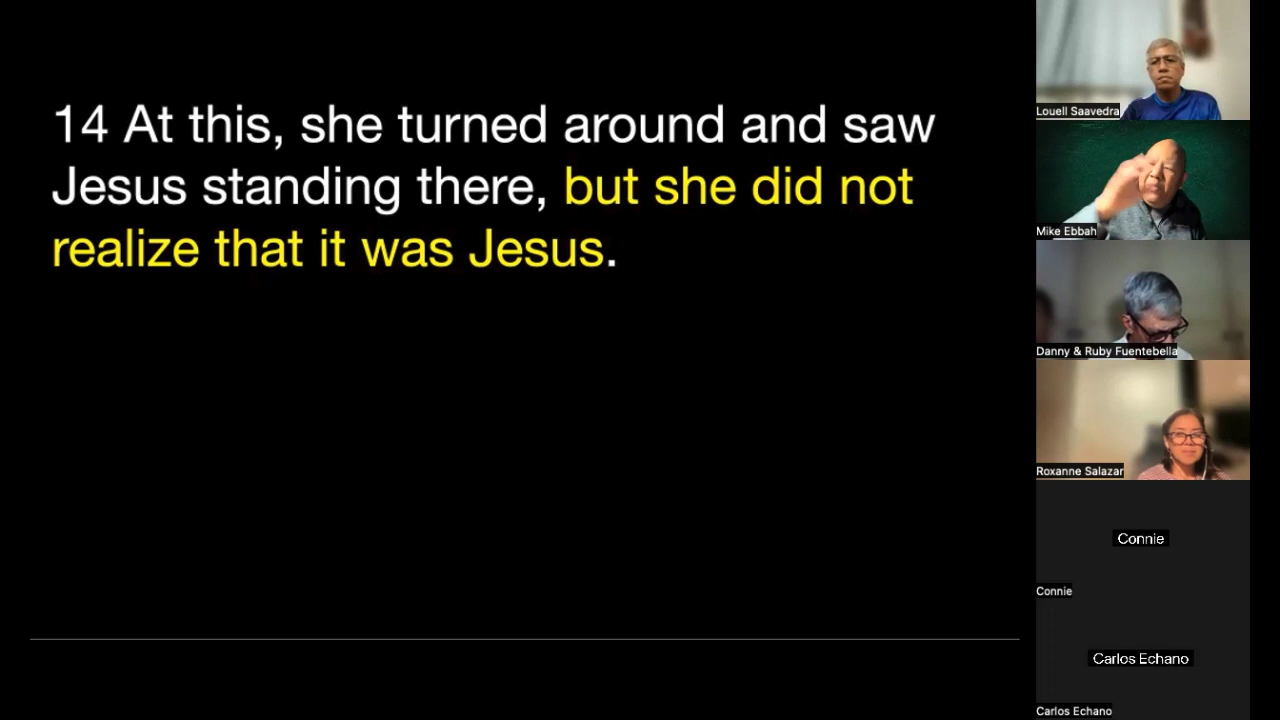 14 At this, she turned around and saw
Jesus standing there, but she did not
realize that it was Jesus.
Louell Saavedra
Mike Ebbah
Danny & Ruby Fuentebella
Roxanne Salazar
Connie
Connie
Carlos Echano
Carlos Echano